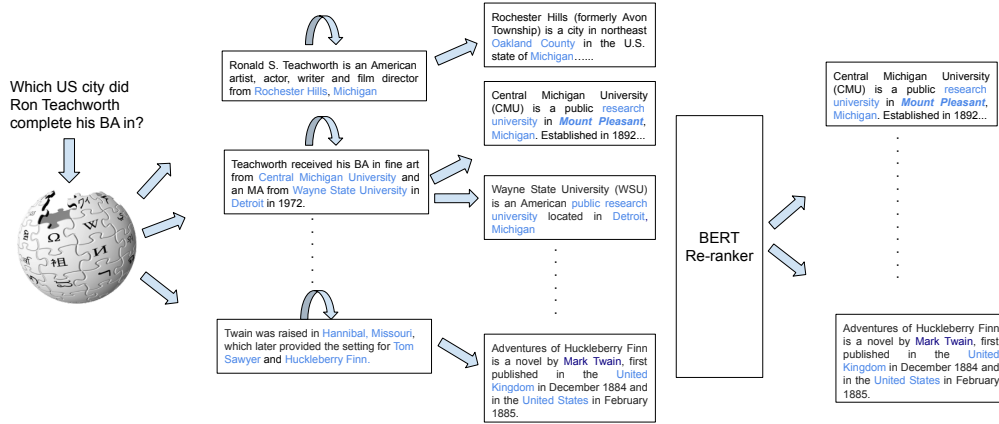 Which US city did
Ron Teachworth
complete his BA in?
Ω
W
И
祖
Ronald S. Teachworth is an American
artist, actor, writer and film director
from Rochester Hills, Michigan
Teachworth received his BA in fine art
from Central Michigan University and
an MA from Wayne State University in
Detroit in 1972.
Twain was raised in Hannibal, Missouri,
which later provided the setting for Tom
Sawyer and Huckleberry Finn.
Rochester Hills (formerly Avon
Township) is a city in northeast
Oakland County in the U.S.
state of Michigan…...
Central Michigan University
(CMU) is a public research
university in Mount Pleasant,
Michigan. Established in 1892...
Wayne State University (WSU)
is an American public research
university located in Detroit,
Michigan
Adventures of Huckleberry Finn
is a novel by Mark Twain, first
published in the United
Kingdom in December 1884 and
in the United States in February
1885.
BERT
Re-ranker
Central Michigan University
(CMU) is a public research
university in Mount Pleasant,
Michigan. Established in 1892...
Adventures of Huckleberry Finn
is a novel by Mark Twain, first
published in the United
Kingdom in December 1884 and
in the United States in February
1885.